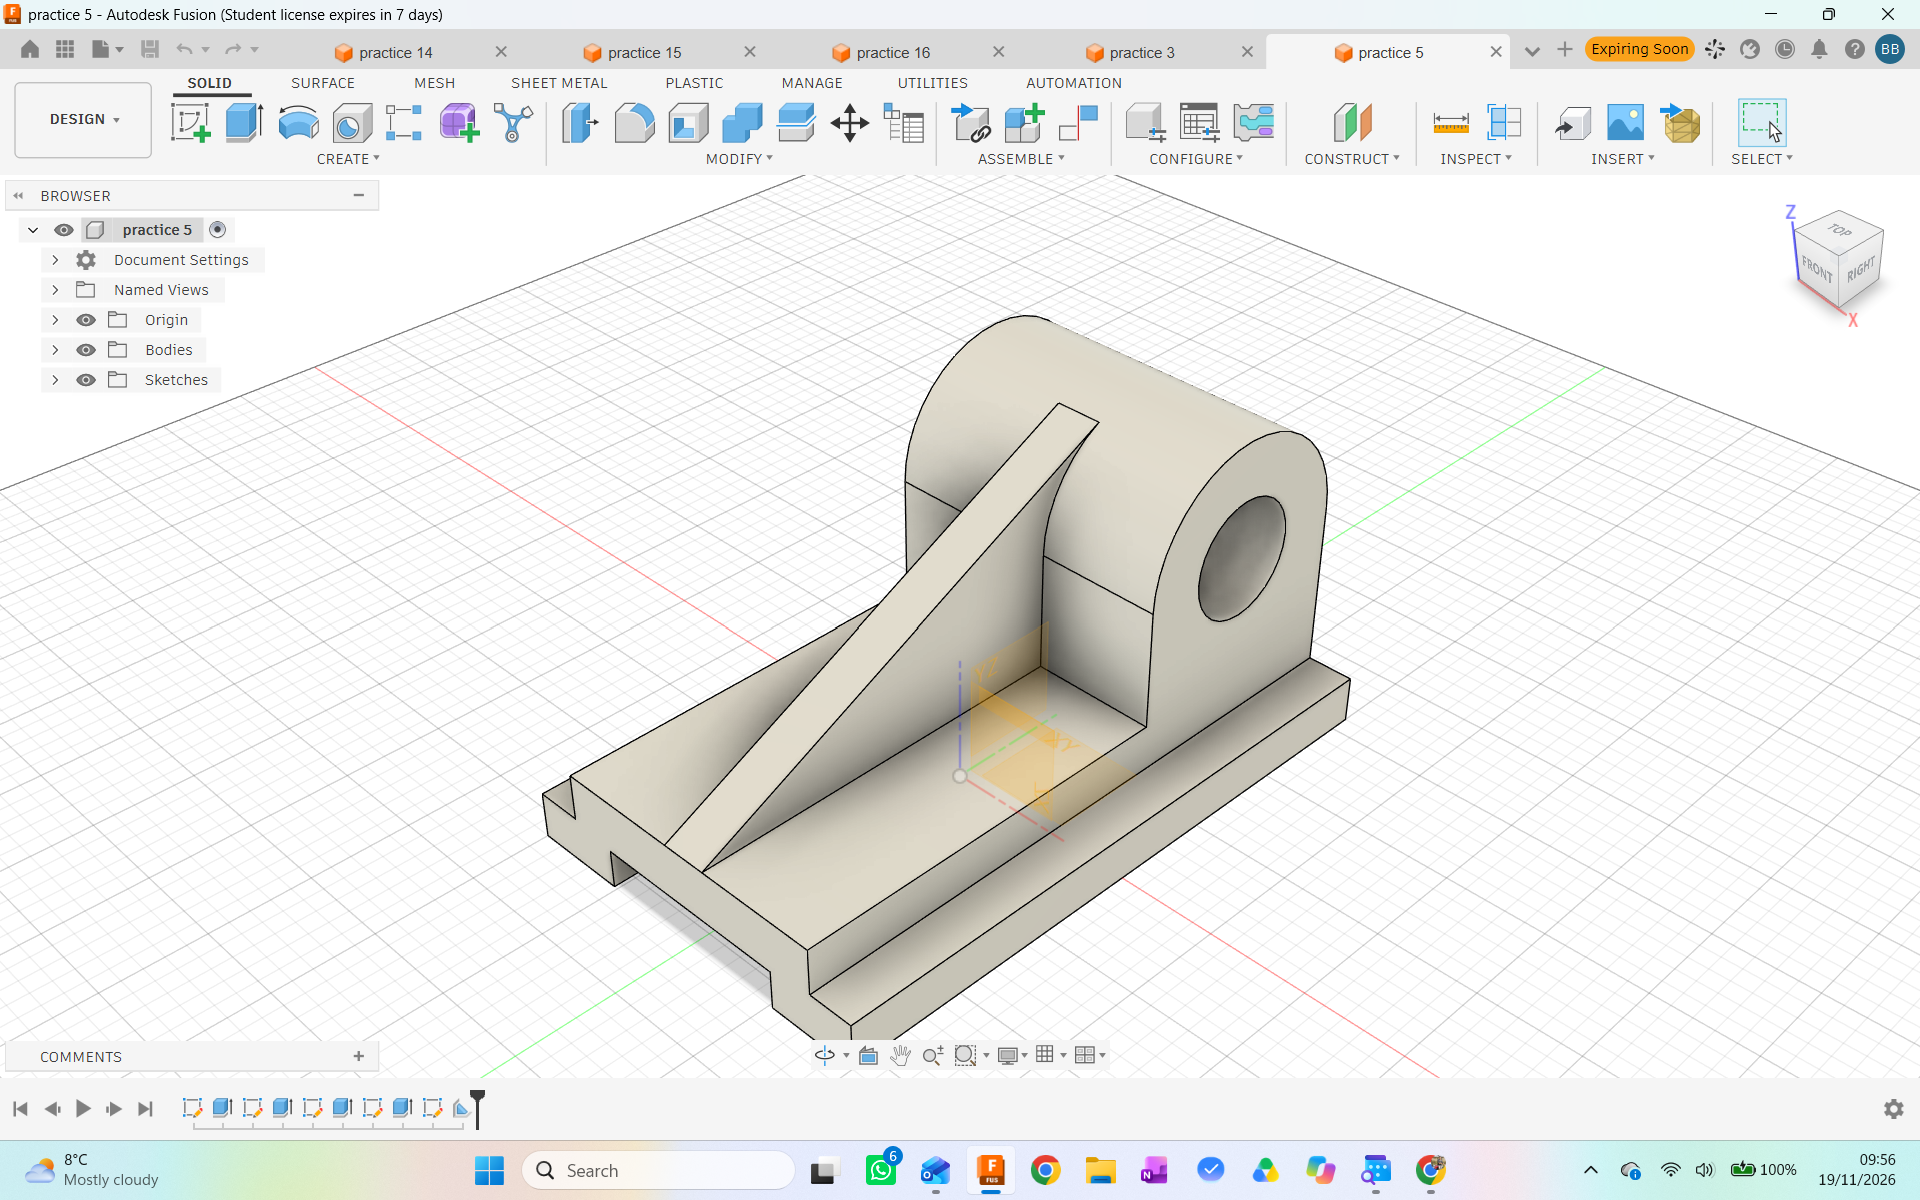 practice 5 - Autodesk Fusion (Student license expires in 7 days)
practice 14
practice 15
practice 16
practice 3
practice 5
Expiring Soon
BB
DESIGN
SOLID
SURFACE
MESH
SHEET METAL
PLASTIC
MANAGE
UTILITIES
AUTOMATION
CREATE
MODIFY
ASSEMBLE
CONFIGURE
CONSTRUCT
INSPECT
INSERT
SELECT
BROWSER
practice 5
Document Settings
Named Views
Origin
Bodies
Sketches
Z
TOP
FRONT
RIGHT
X
YZ
XY
COMMENTS
8°C
Mostly cloudy
Search
6
F
FUS
100%
09:56
19/11/2026